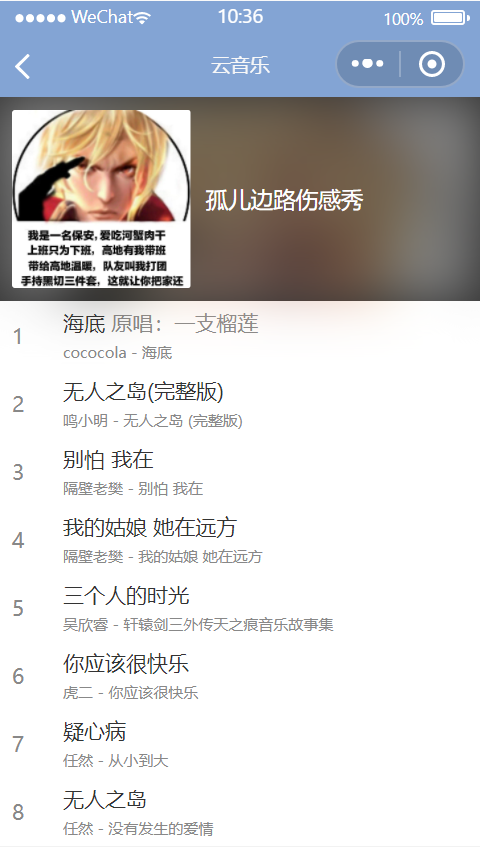 WeChat 10:36 100%
云音乐
孤儿边路伤感秀
我是一名保安，爱吃河蟹肉干
上班只为下班，高地有我带班
带给高地温暖，队友叫我打团
手持黑切三件套，这就让你把家还
1 海底 原唱：一支榴莲
cococola - 海底
2 无人之岛(完整版)
鸣小明 - 无人之岛 (完整版)
3 别怕 我在
隔壁老樊 - 别怕 我在
4 我的姑娘 她在远方
隔壁老樊 - 我的姑娘 她在远方
5 三个人的时光
吴欣睿 - 轩辕剑三外传天之痕音乐故事集
6 你应该很快乐
虎二 - 你应该很快乐
7 疑心病
任然 - 从小到大
8 无人之岛
任然 - 没有发生的爱情